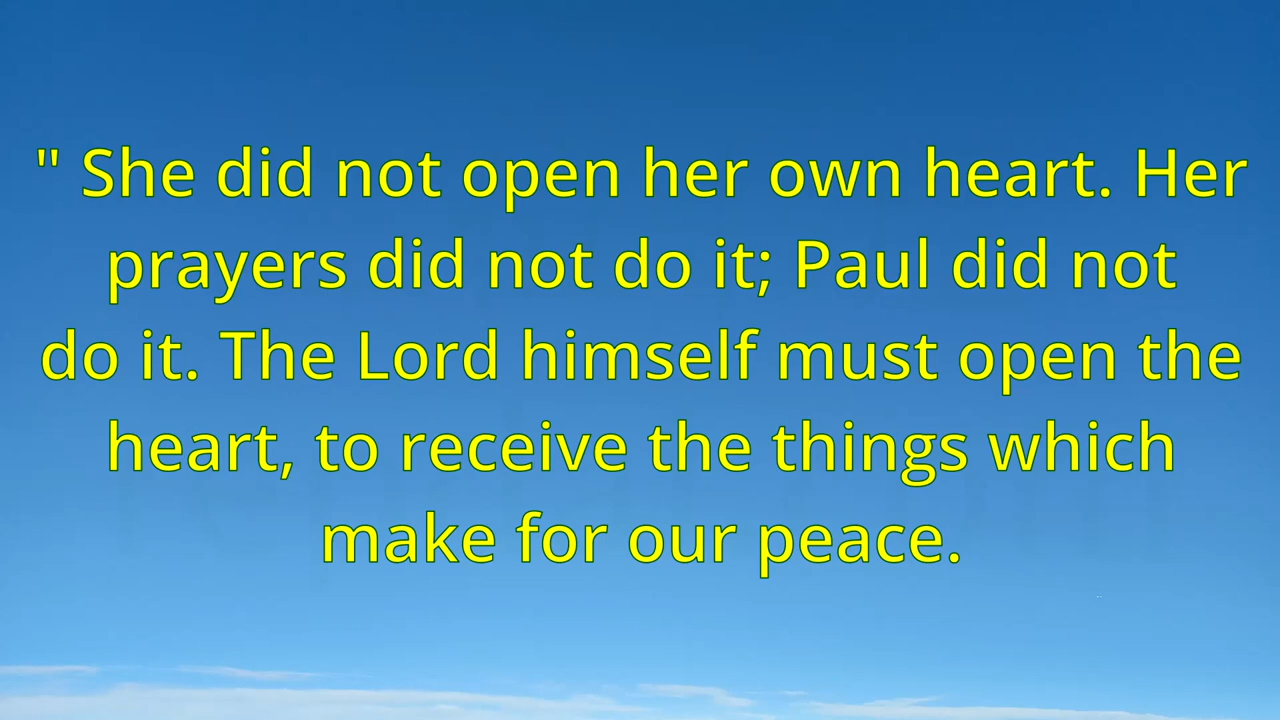 " She did not open her own heart. Her
prayers did not do it; Paul did not
do it. The Lord himself must open the
heart, to receive the things which
make for our peace.